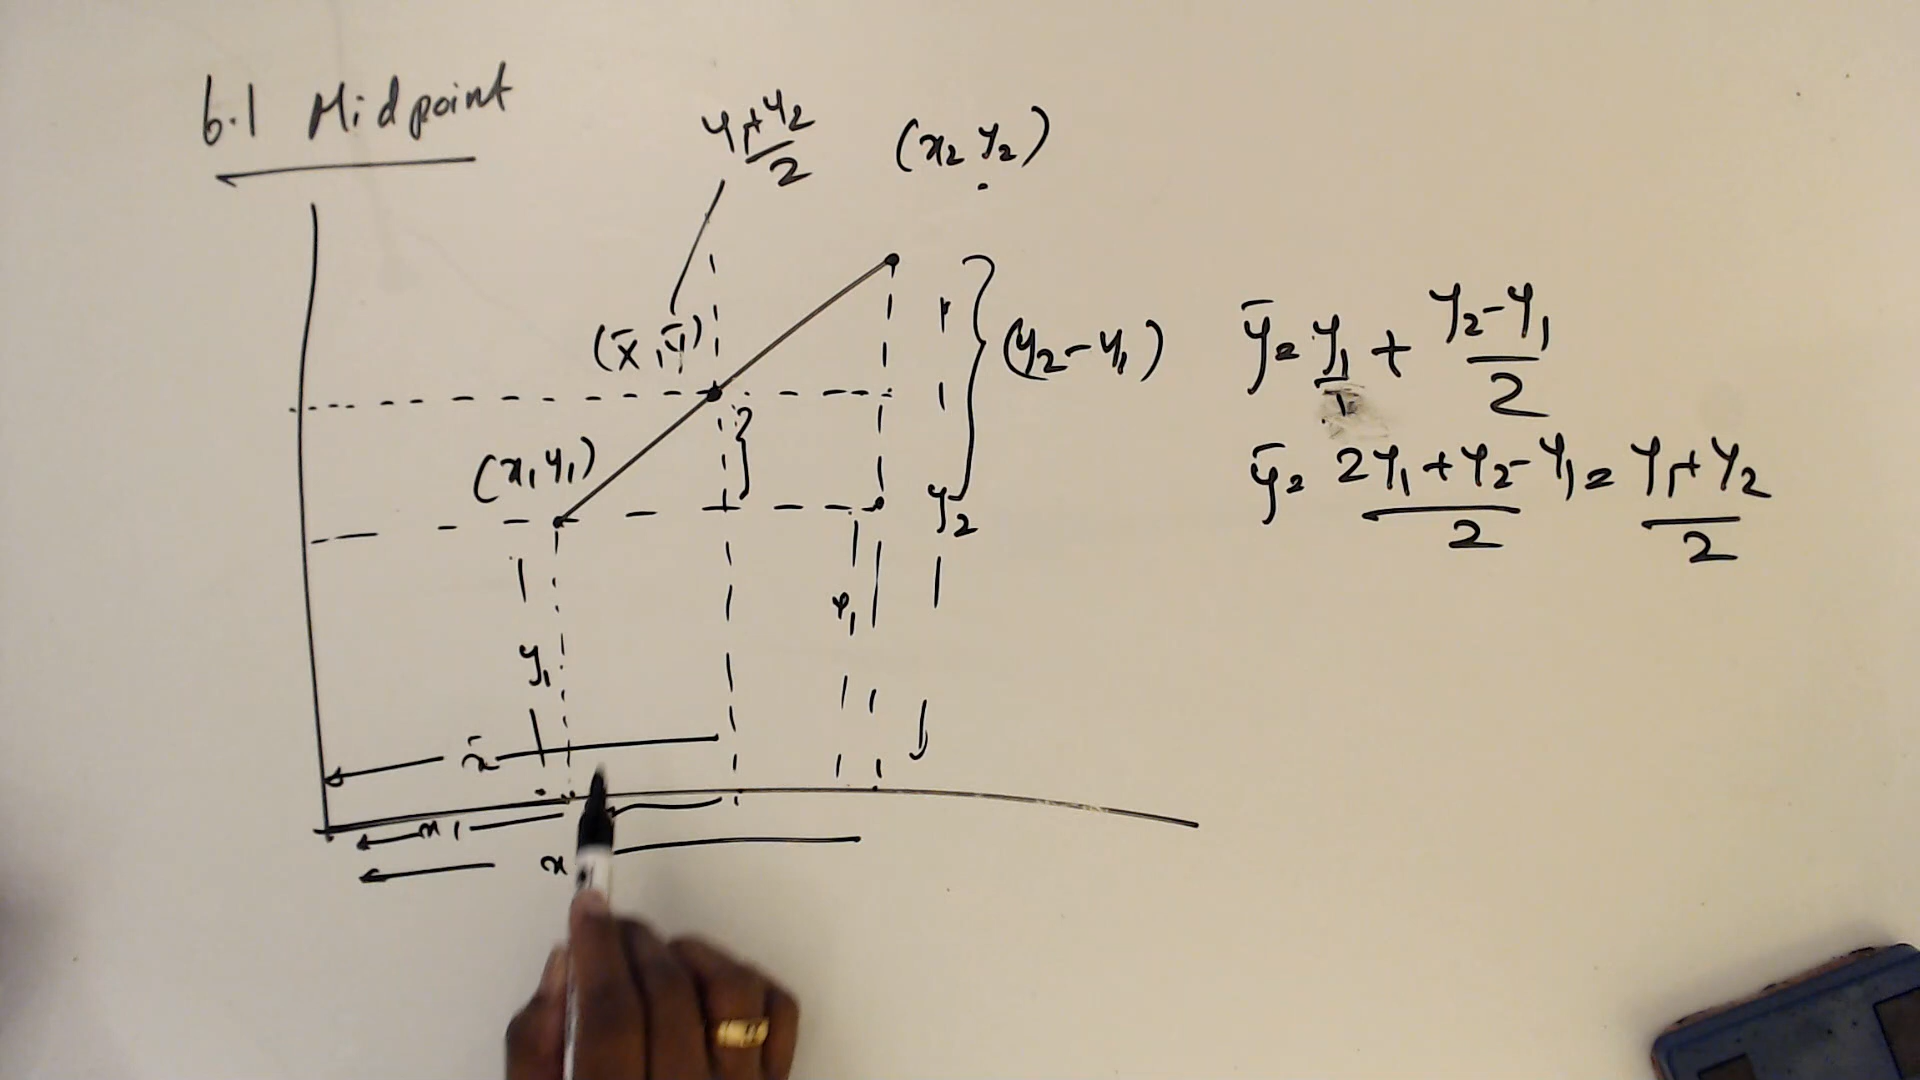 6.1 Midpoint
y₁+y₂/2
(x₂ y₂)
(x̄, ȳ)
(y₂-y₁)
ȳ = y₁/1 + y₂-y₁/2
(x₁ y₁)
y₂
ȳ = 2y₁+y₂-y₁/2 = y₁+y₂/2
y₁
y₁
x̄
x₁
x